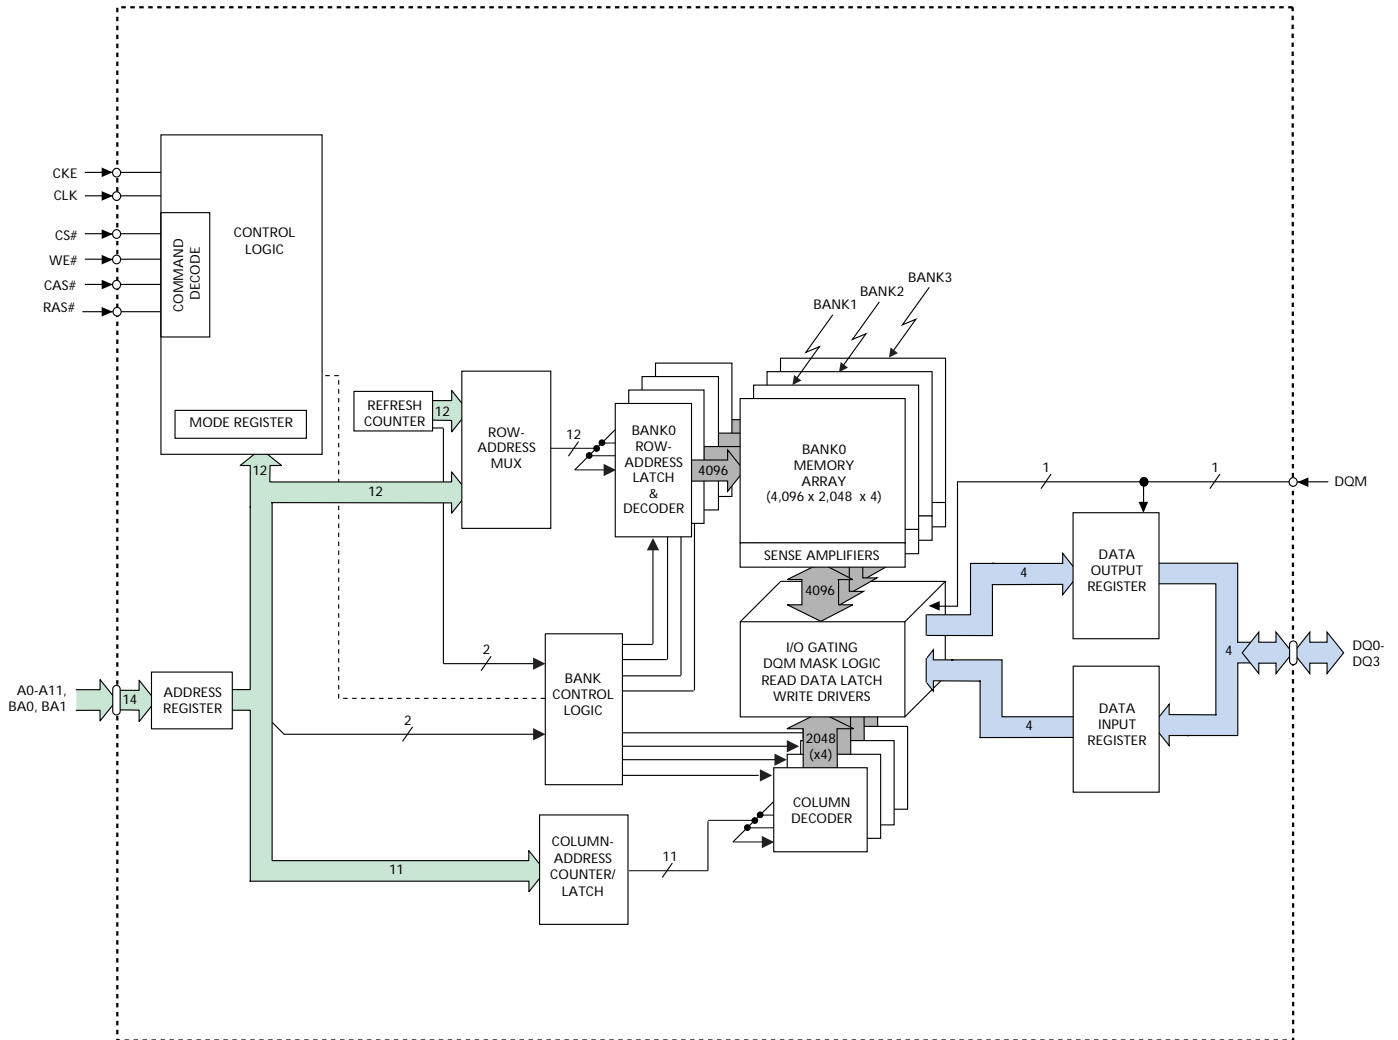 CKE
CLK
CS#
WE#
CAS#
RAS#
COMMAND
DECODE
CONTROL
LOGIC
MODE REGISTER
12
REFRESH
COUNTER
12
12
ROW-
ADDRESS
MUX
12
BANK0
ROW-
ADDRESS
LATCH
&
DECODER
4096
BANK1
BANK2
BANK3
BANK0
MEMORY
ARRAY
(4,096 x 2,048 x 4)
SENSE AMPLIFIERS
4096
I/O GATING
DQM MASK LOGIC
READ DATA LATCH
WRITE DRIVERS
1
1
DQM
DATA
OUTPUT
REGISTER
4
4
DQ0-
DQ3
DATA
INPUT
REGISTER
4
A0-A11,
BA0, BA1
14
ADDRESS
REGISTER
2
2
BANK
CONTROL
LOGIC
2048
(x4)
COLUMN
DECODER
11
COLUMN-
ADDRESS
COUNTER/
LATCH
11